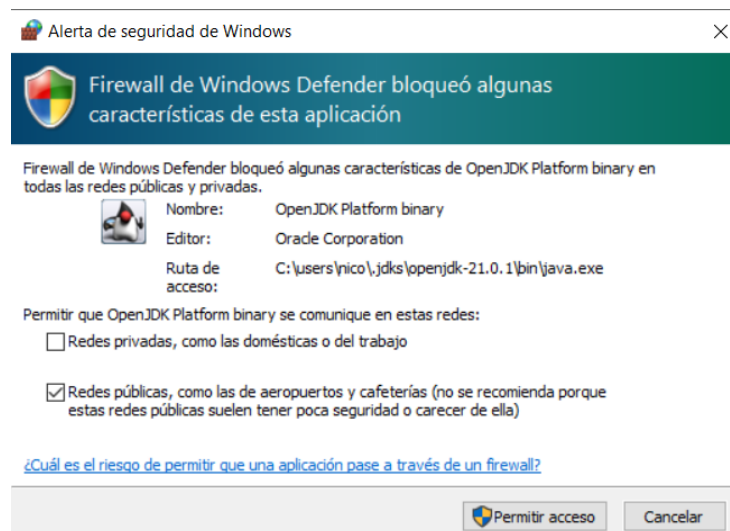 Alerta de seguridad de Windows
Firewall de Windows Defender bloqueó algunas
características de esta aplicación
Firewall de Windows Defender bloqueó algunas características de OpenJDK Platform binary en
todas las redes públicas y privadas.
Nombre: OpenJDK Platform binary
Editor: Oracle Corporation
Ruta de acceso: C:\users\nico\.jdks\openjdk-21.0.1\bin\java.exe
Permitir que OpenJDK Platform binary se comunique en estas redes:
Redes privadas, como las domésticas o del trabajo
Redes públicas, como las de aeropuertos y cafeterías (no se recomienda porque
estas redes públicas suelen tener poca seguridad o carecer de ella)
¿Cuál es el riesgo de permitir que una aplicación pase a través de un firewall?
Permitir acceso Cancelar